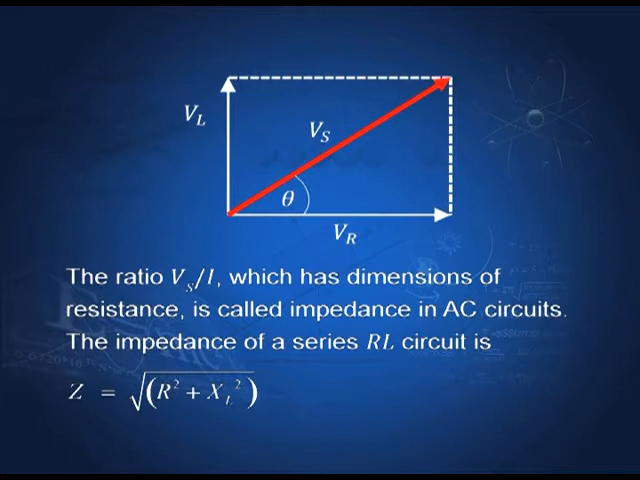 V_L
V_S
θ
V_R
The ratio V_s/I, which has dimensions of
resistance, is called impedance in AC circuits.
The impedance of a series RL circuit is
Z = √(R² + X_L²)